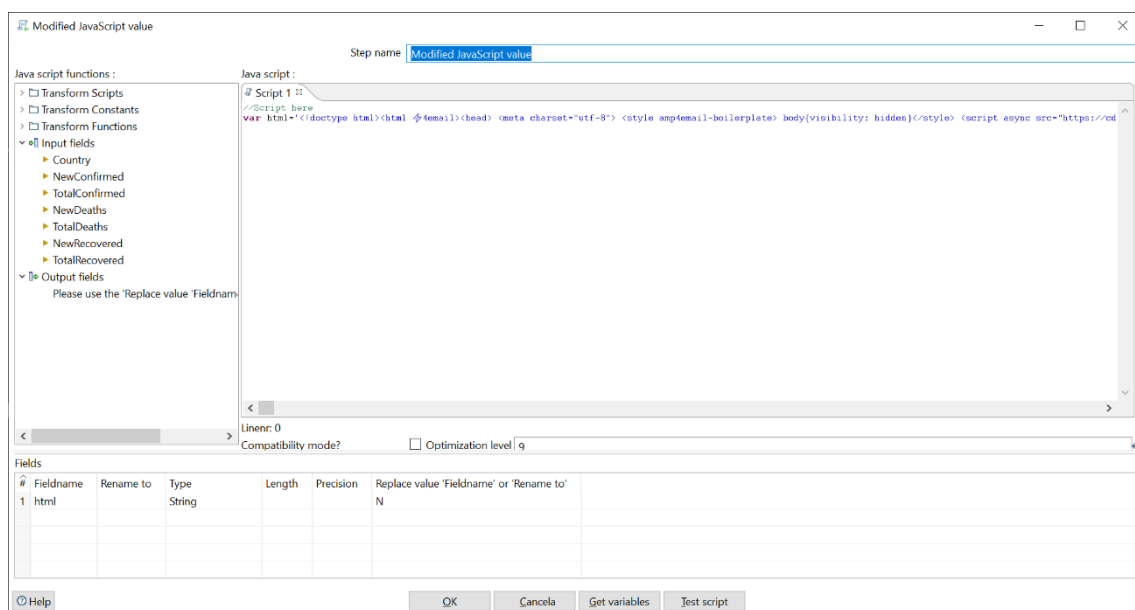 Modified JavaScript value
Step name Modified JavaScript value
Java script functions :
Transform Scripts
Transform Constants
Transform Functions
Input fields
Country
NewConfirmed
TotalConfirmed
NewDeaths
TotalDeaths
NewRecovered
TotalRecovered
Output fields
Please use the 'Replace value 'Fieldnam
Java script :
Script 1
//Script here
var html='<!doctype html><html ⚡4email><head> <meta charset="utf-8"> <style amp4email-boilerplate> body{visibility: hidden}</style> <script async src="https://cd
Linenr: 0
Compatibility mode? Optimization level 9
Fields
# Fieldname Rename to Type Length Precision Replace value 'Fieldname' or 'Rename to'
1 html String N
Help OK Cancela Get variables Test script